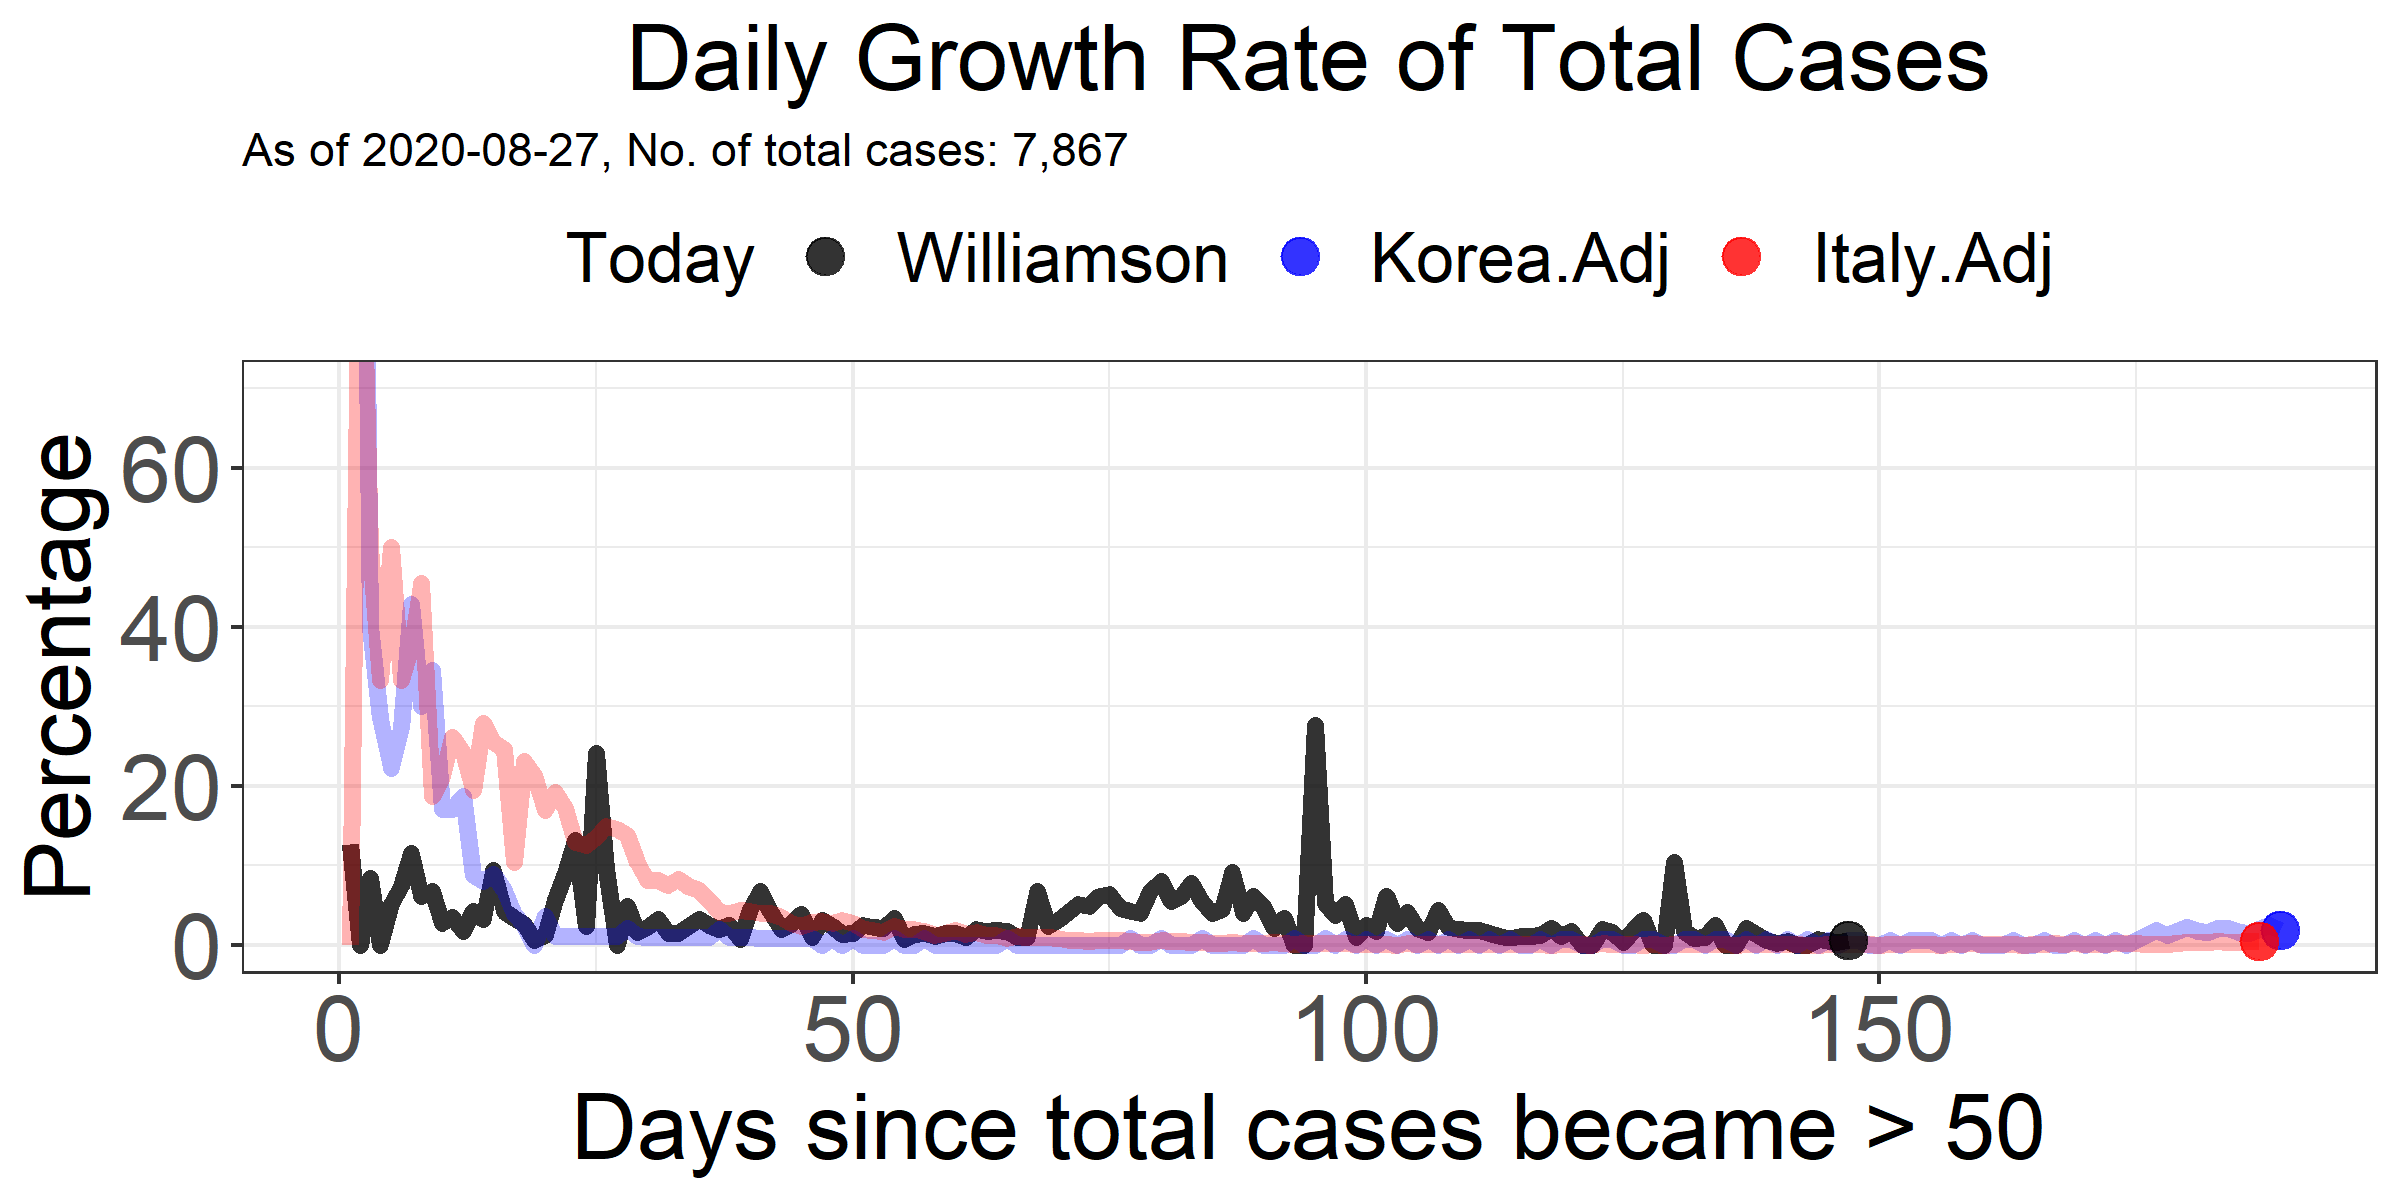 Daily Growth Rate of Total Cases
As of 2020-08-27, No. of total cases: 7,867
Today Williamson Korea.Adj Italy.Adj
Percentage
60
40
20
0
0 50 100 150
Days since total cases became > 50